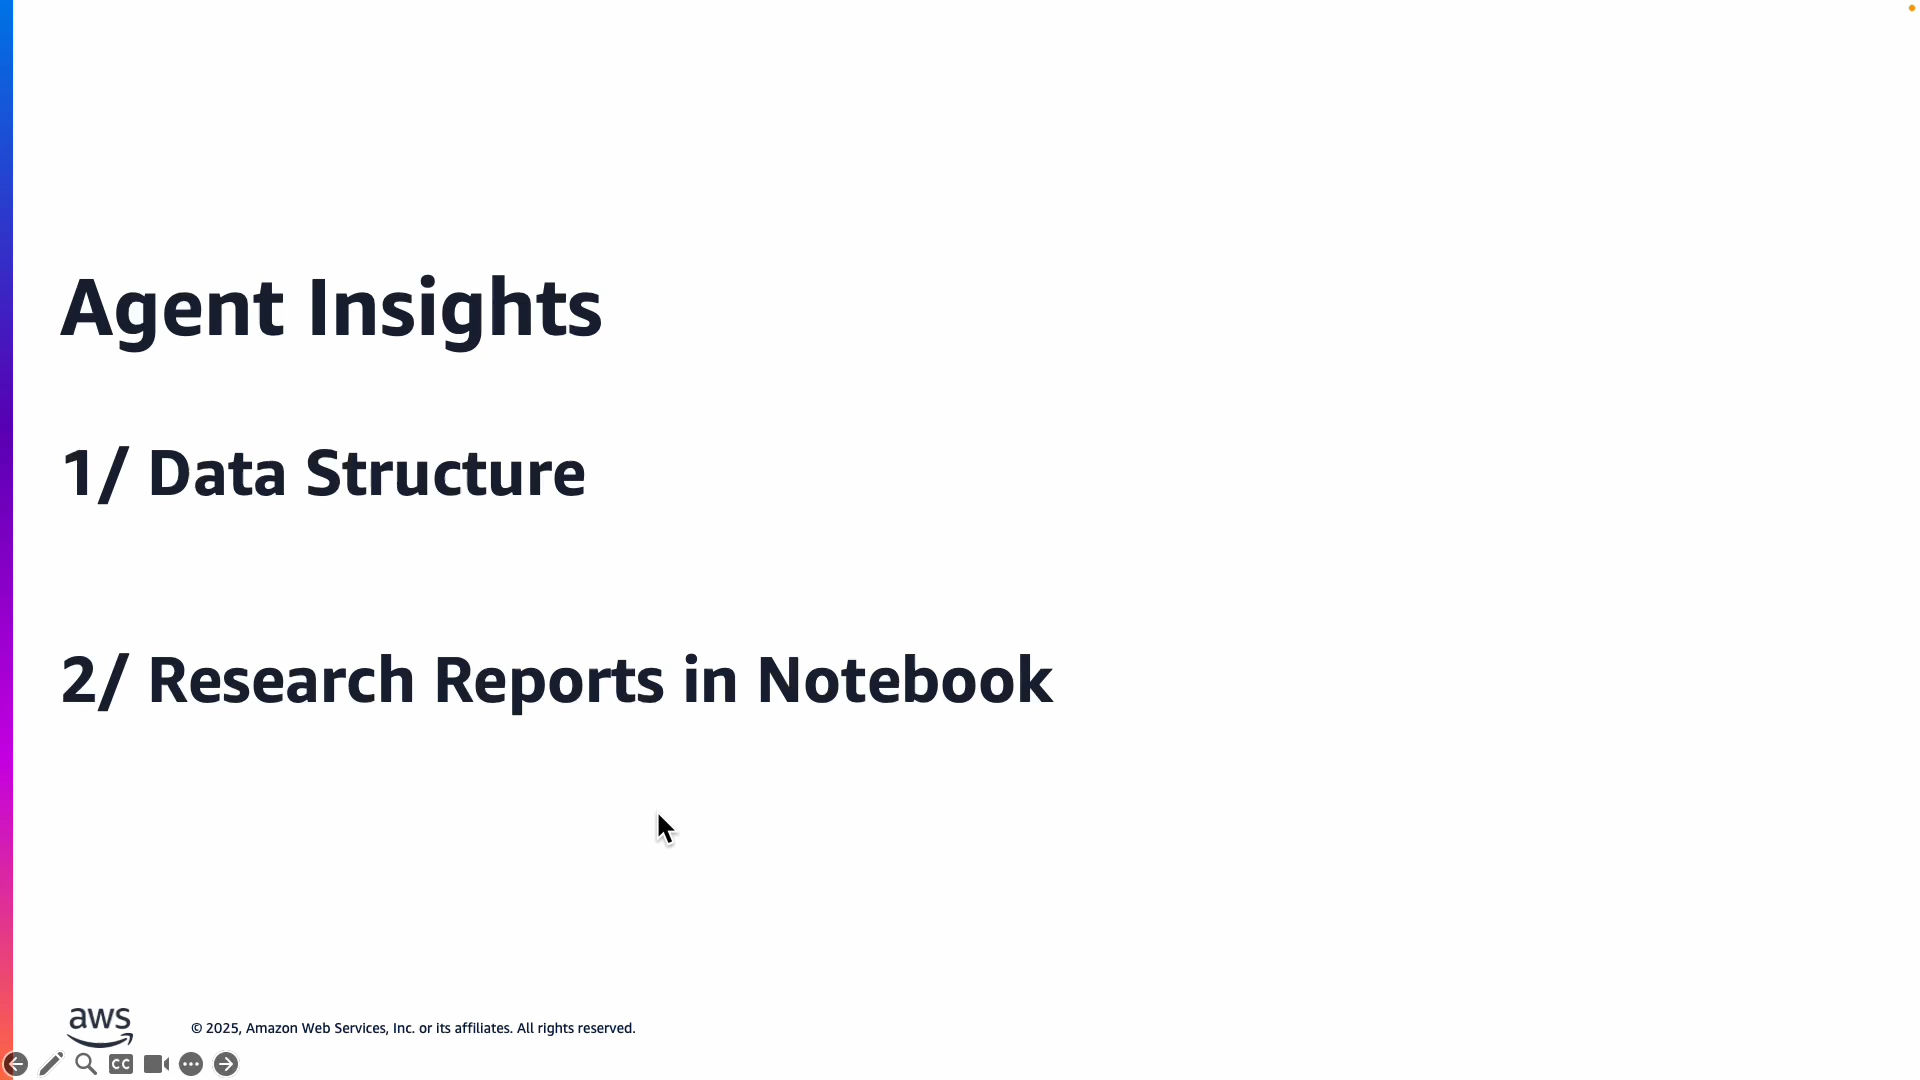 Agent Insights
1/ Data Structure
2/ Research Reports in Notebook
aws
© 2025, Amazon Web Services, Inc. or its affiliates. All rights reserved.
CC